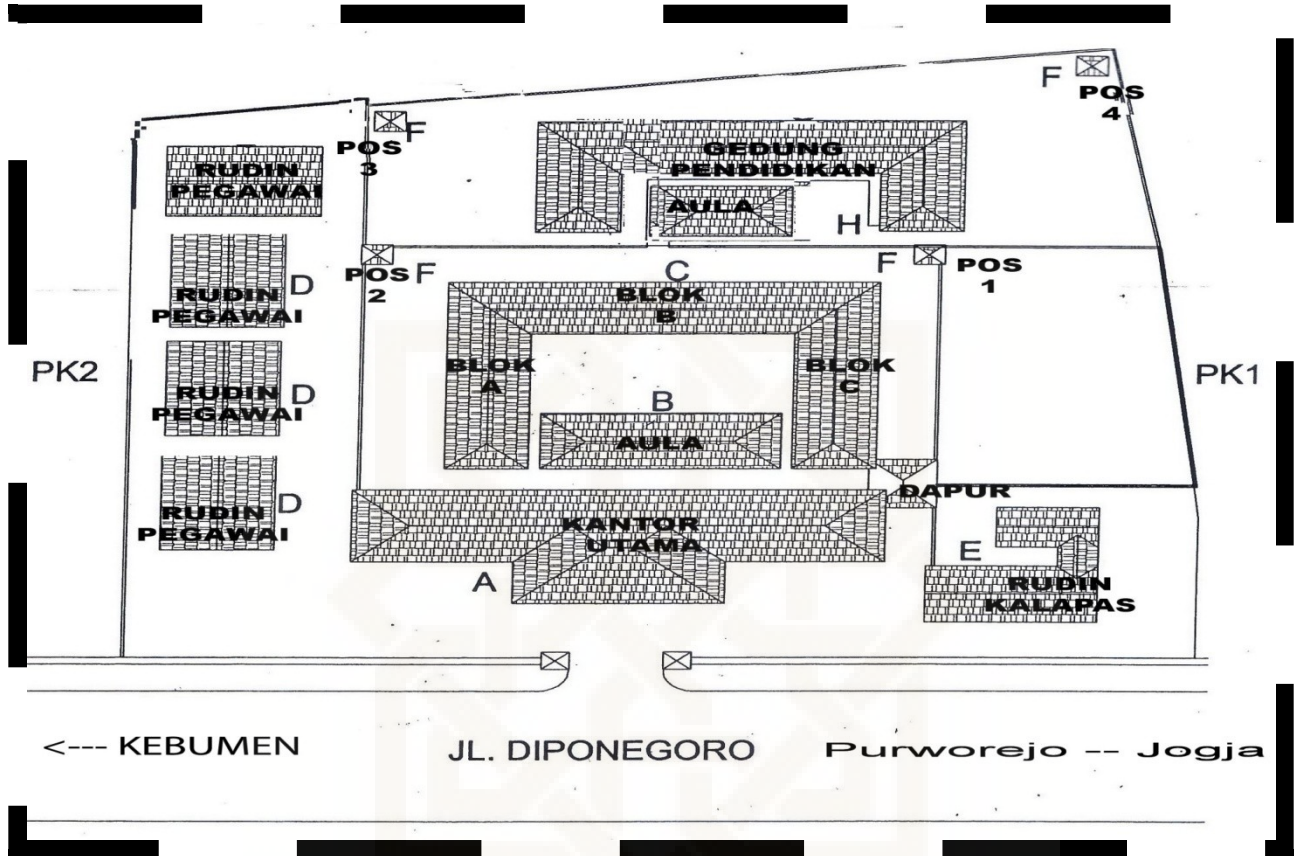 F
POS
4
F
POS
3
RUDIN
PEGAWAI
GEDUNG
PENDIDIKAN
AULA
H
POS
2
F
C
F
POS
1
RUDIN
PEGAWAI
D
BLOK
B
PK2
BLOK
A
BLOK
C
PK1
RUDIN
PEGAWAI
D
B
AULA
RUDIN
PEGAWAI
D
DAPUR
KANTOR
UTAMA
A
E
RUDIN
KALAPAS
<--- KEBUMEN
JL. DIPONEGORO
Purworejo -- Jogja